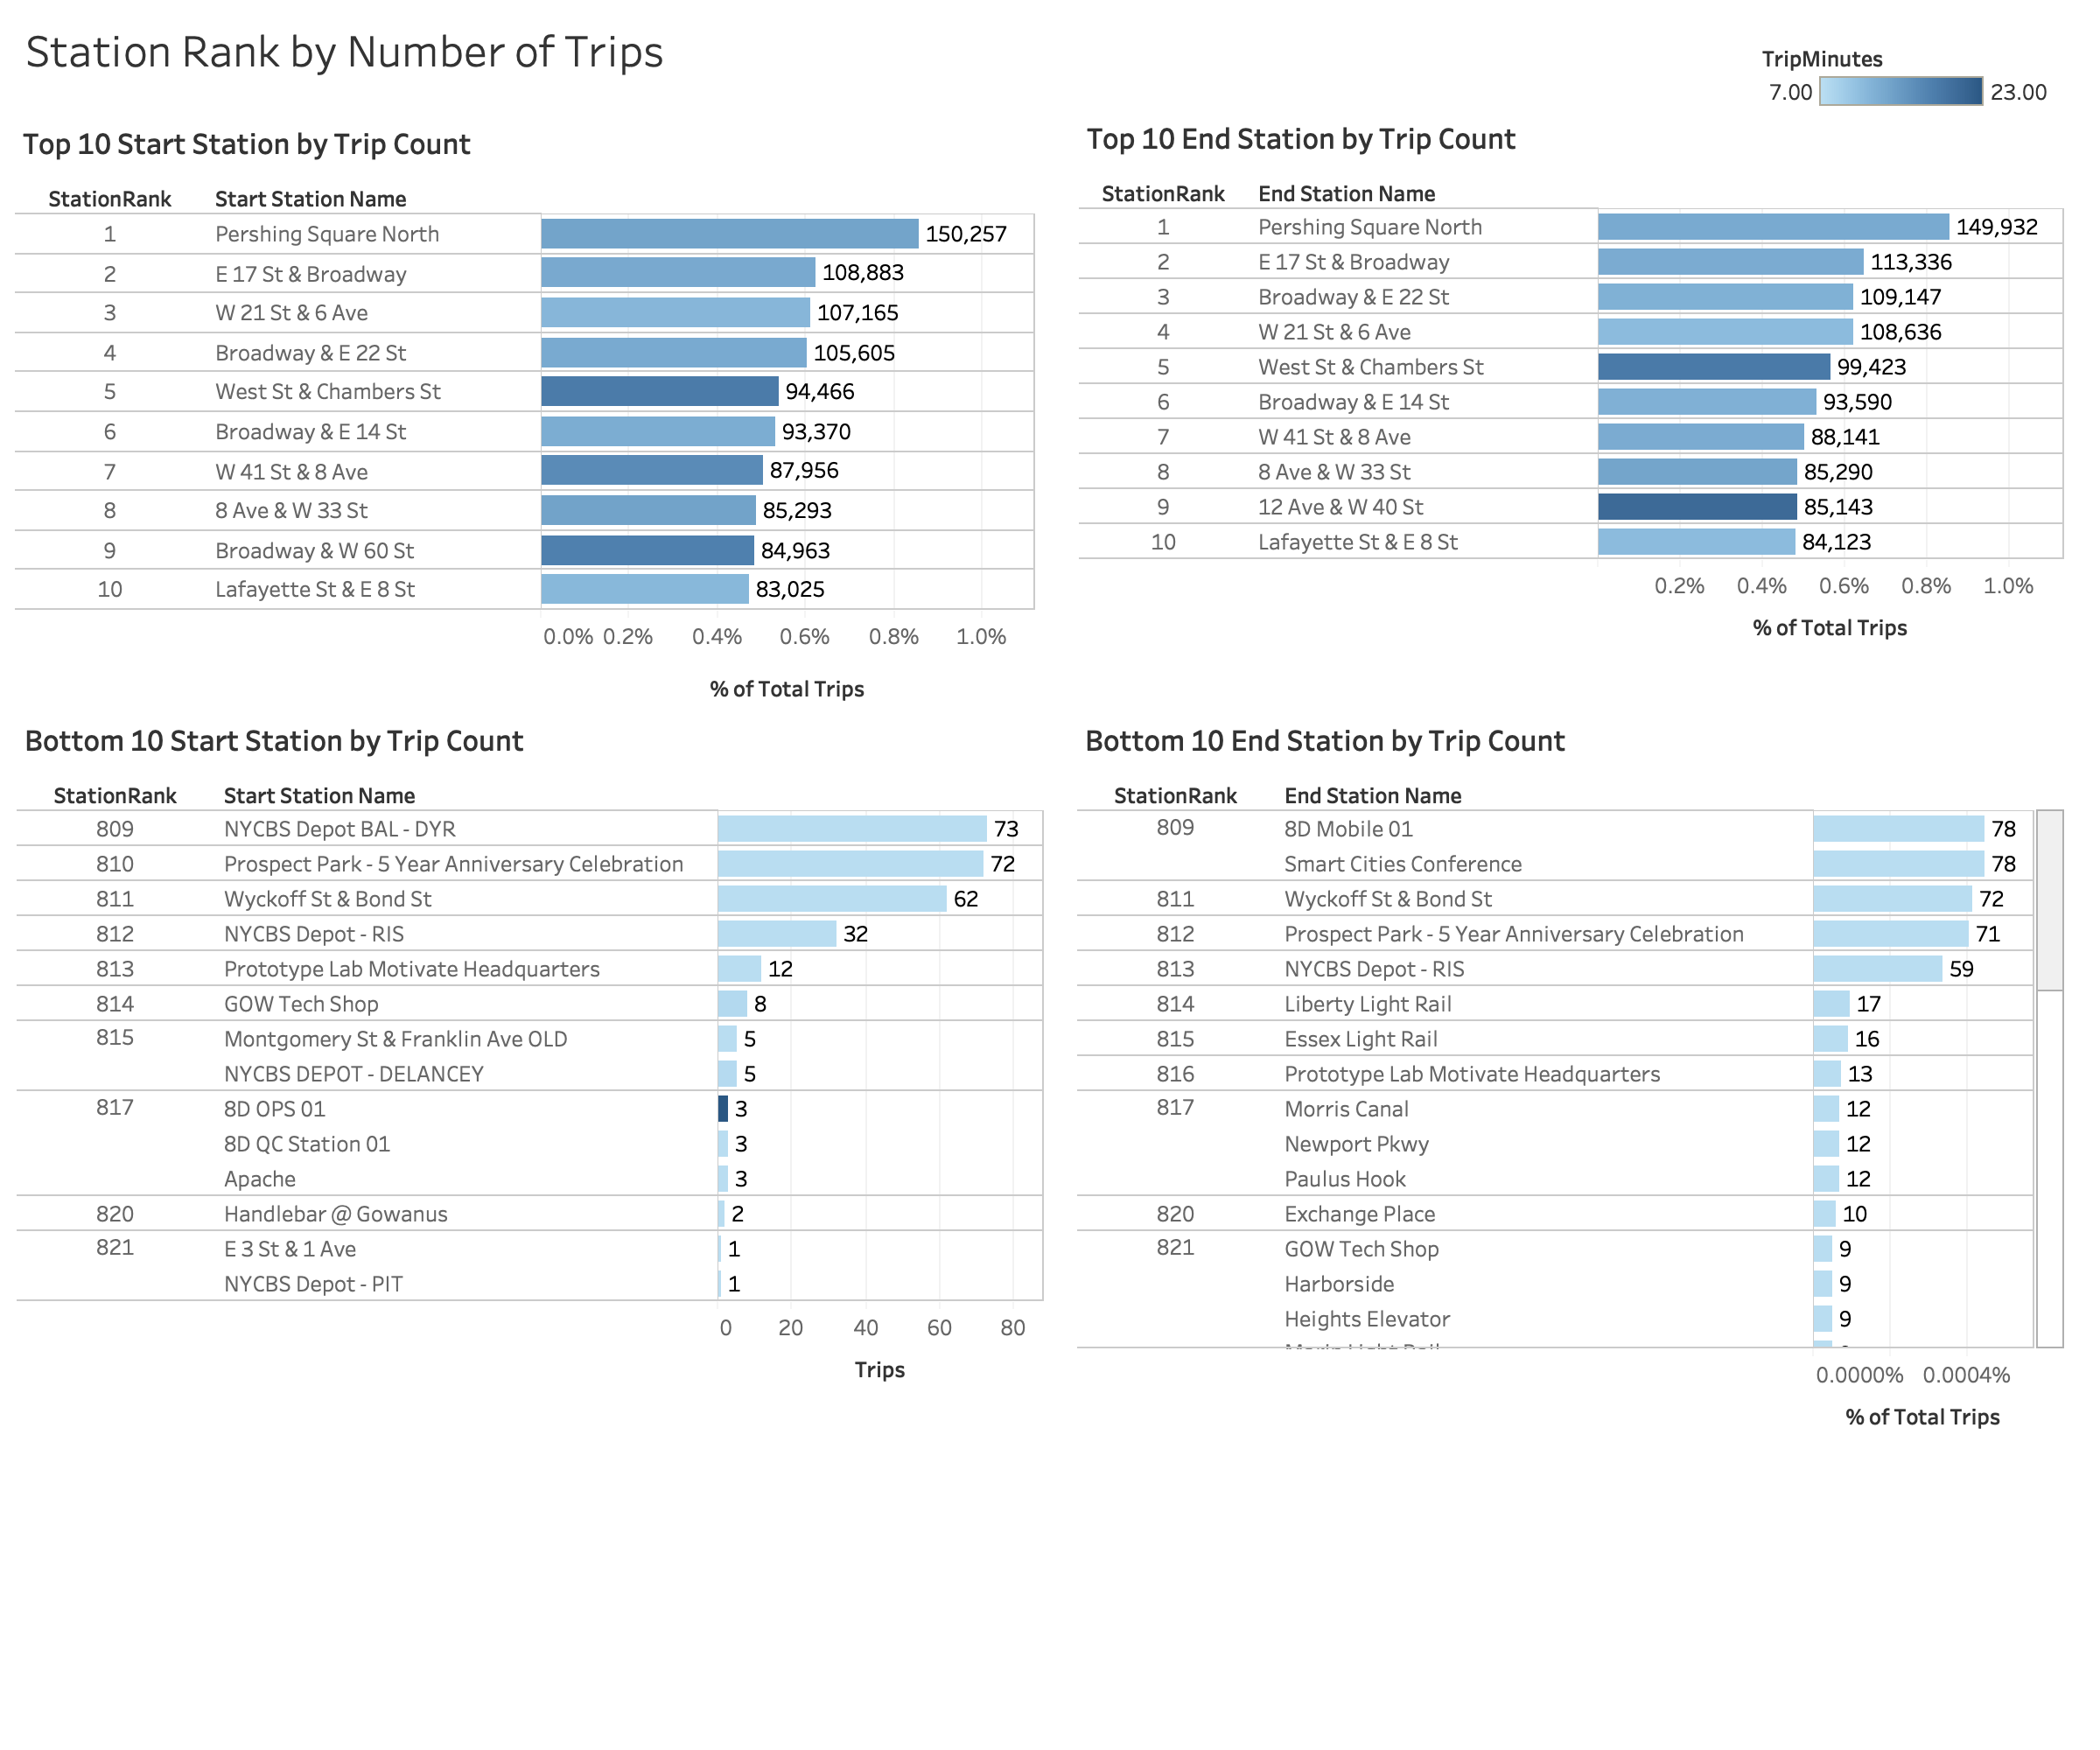 Station Rank by Number of Trips
TripMinutes
7.00 23.00
Top 10 Start Station by Trip Count
StationRank Start Station Name
1 Pershing Square North 150,257
2 E 17 St & Broadway 108,883
3 W 21 St & 6 Ave 107,165
4 Broadway & E 22 St 105,605
5 West St & Chambers St 94,466
6 Broadway & E 14 St 93,370
7 W 41 St & 8 Ave 87,956
8 8 Ave & W 33 St 85,293
9 Broadway & W 60 St 84,963
10 Lafayette St & E 8 St 83,025
0.0% 0.2% 0.4% 0.6% 0.8% 1.0%
% of Total Trips
Top 10 End Station by Trip Count
StationRank End Station Name
1 Pershing Square North 149,932
2 E 17 St & Broadway 113,336
3 Broadway & E 22 St 109,147
4 W 21 St & 6 Ave 108,636
5 West St & Chambers St 99,423
6 Broadway & E 14 St 93,590
7 W 41 St & 8 Ave 88,141
8 8 Ave & W 33 St 85,290
9 12 Ave & W 40 St 85,143
10 Lafayette St & E 8 St 84,123
0.2% 0.4% 0.6% 0.8% 1.0%
% of Total Trips
Bottom 10 Start Station by Trip Count
StationRank Start Station Name
809 NYCBS Depot BAL - DYR 73
810 Prospect Park - 5 Year Anniversary Celebration 72
811 Wyckoff St & Bond St 62
812 NYCBS Depot - RIS 32
813 Prototype Lab Motivate Headquarters 12
814 GOW Tech Shop 8
815 Montgomery St & Franklin Ave OLD 5
NYCBS DEPOT - DELANCEY 5
817 8D OPS 01 3
8D QC Station 01 3
Apache 3
820 Handlebar @ Gowanus 2
821 E 3 St & 1 Ave 1
NYCBS Depot - PIT 1
0 20 40 60 80
Trips
Bottom 10 End Station by Trip Count
StationRank End Station Name
809 8D Mobile 01 78
Smart Cities Conference 78
811 Wyckoff St & Bond St 72
812 Prospect Park - 5 Year Anniversary Celebration 71
813 NYCBS Depot - RIS 59
814 Liberty Light Rail 17
815 Essex Light Rail 16
816 Prototype Lab Motivate Headquarters 13
817 Morris Canal 12
Newport Pkwy 12
Paulus Hook 12
820 Exchange Place 10
821 GOW Tech Shop 9
Harborside 9
Heights Elevator 9
0.0000% 0.0004%
% of Total Trips